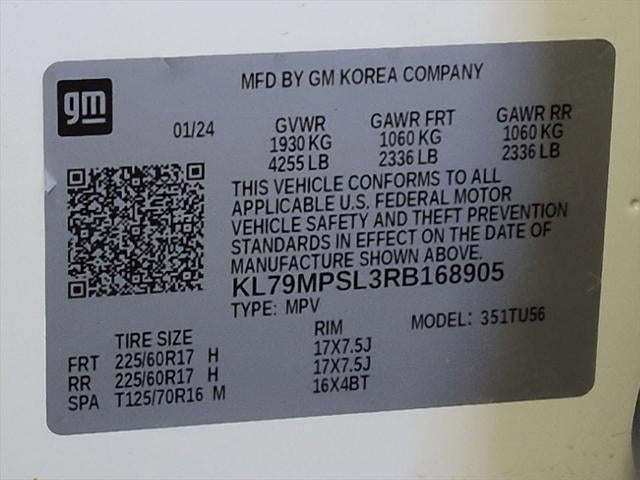 gm
MFD BY GM KOREA COMPANY
01/24 GVWR GAWR FRT GAWR RR
1930 KG 1060 KG 1060 KG
4255 LB 2336 LB 2336 LB
THIS VEHICLE CONFORMS TO ALL
APPLICABLE U.S. FEDERAL MOTOR
VEHICLE SAFETY AND THEFT PREVENTION
STANDARDS IN EFFECT ON THE DATE OF
MANUFACTURE SHOWN ABOVE.
KL79MPSL3RB168905
TYPE: MPV
TIRE SIZE RIM MODEL: 351TU56
FRT 225/60R17 H 17X7.5J
RR 225/60R17 H 17X7.5J
SPA T125/70R16 M 16X4BT